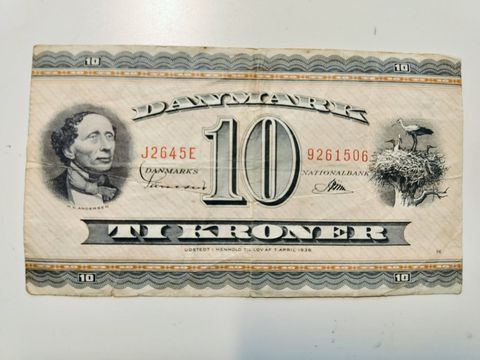 10 10
DANMARK
J2645E 10 9261506
DANMARKS NATIONALBANK
H.C. ANDERSEN
TI KRONER
UDSTEDT I HENHOLD TIL LOV AF 7. APRIL 1936
10 10